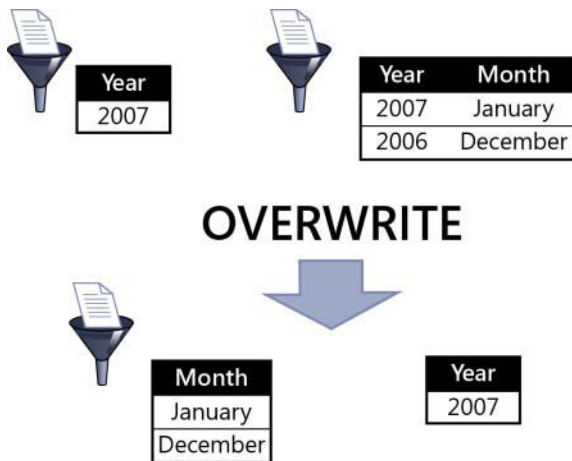 Year
2007
Year Month
2007 January
2006 December
OVERWRITE
Month
January
December
Year
2007